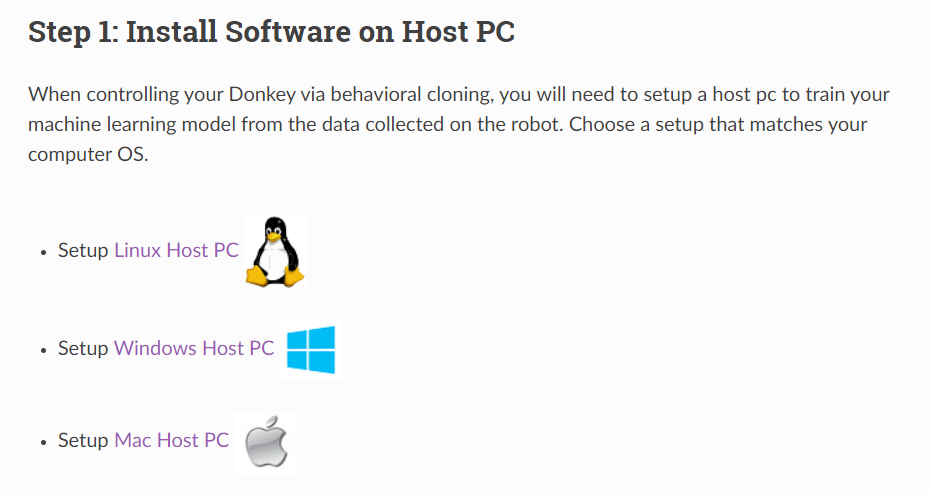 Step 1: Install Software on Host PC
When controlling your Donkey via behavioral cloning, you will need to setup a host pc to train your
machine learning model from the data collected on the robot. Choose a setup that matches your
computer OS.
• Setup Linux Host PC
• Setup Windows Host PC
• Setup Mac Host PC